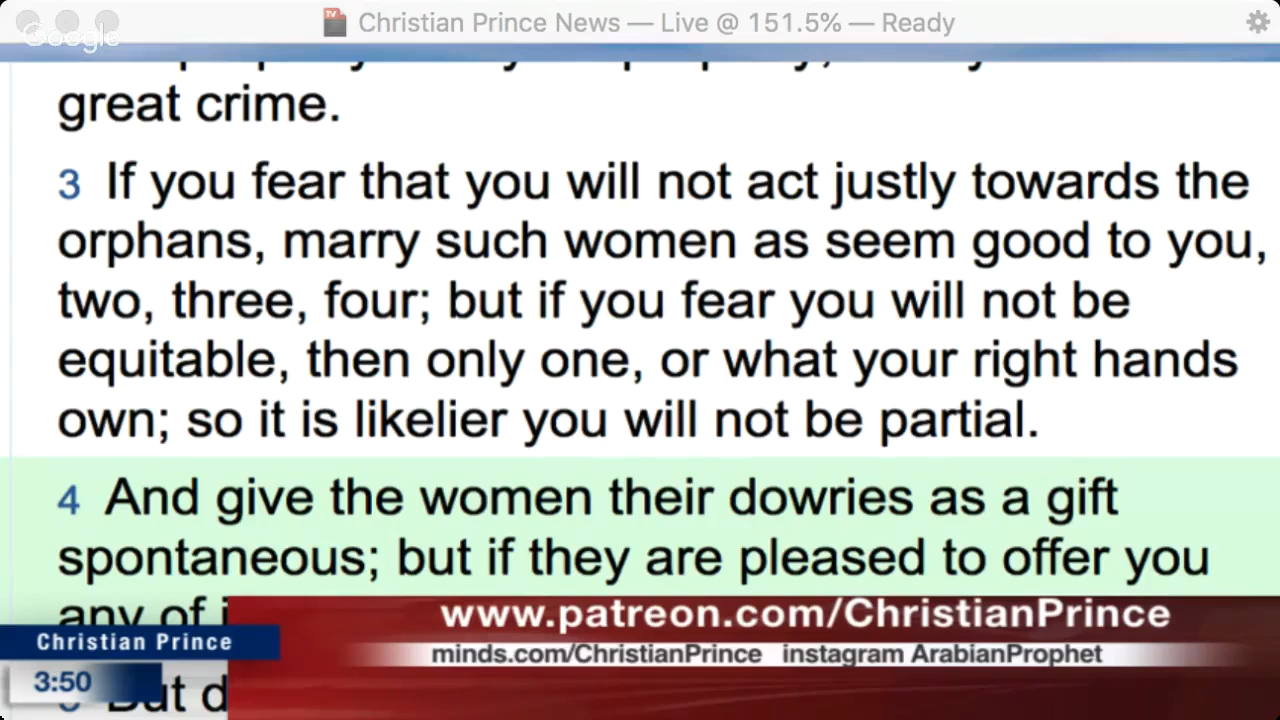 Christian Prince News — Live @ 151.5% — Ready
Google
great crime.
3 If you fear that you will not act justly towards the
orphans, marry such women as seem good to you,
two, three, four; but if you fear you will not be
equitable, then only one, or what your right hands
own; so it is likelier you will not be partial.
4 And give the women their dowries as a gift
spontaneous; but if they are pleased to offer you
any of
www.patreon.com/ChristianPrince
Christian Prince
minds.com/ChristianPrince instagram ArabianProphet
3:50
But d